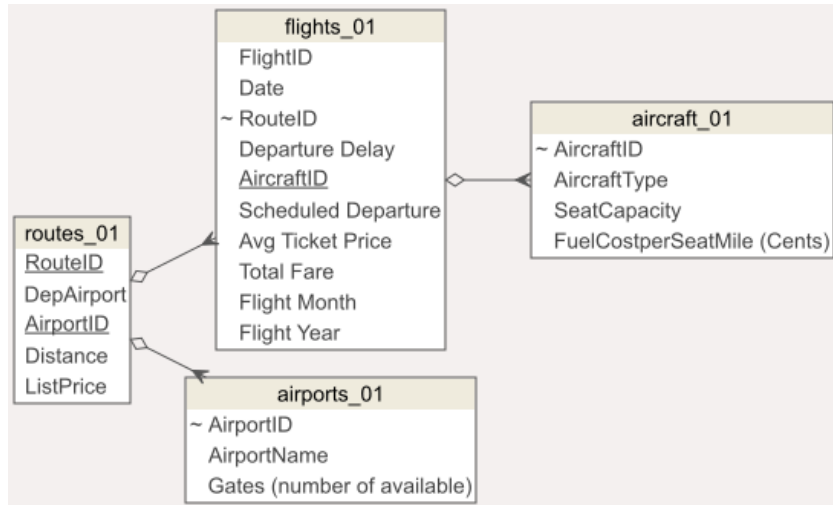 flights_01
FlightID
Date
~ RouteID
Departure Delay
AircraftID
Scheduled Departure
Avg Ticket Price
Total Fare
Flight Month
Flight Year
aircraft_01
~ AircraftID
AircraftType
SeatCapacity
FuelCostperSeatMile (Cents)
routes_01
RouteID
DepAirport
AirportID
Distance
ListPrice
airports_01
~ AirportID
AirportName
Gates (number of available)